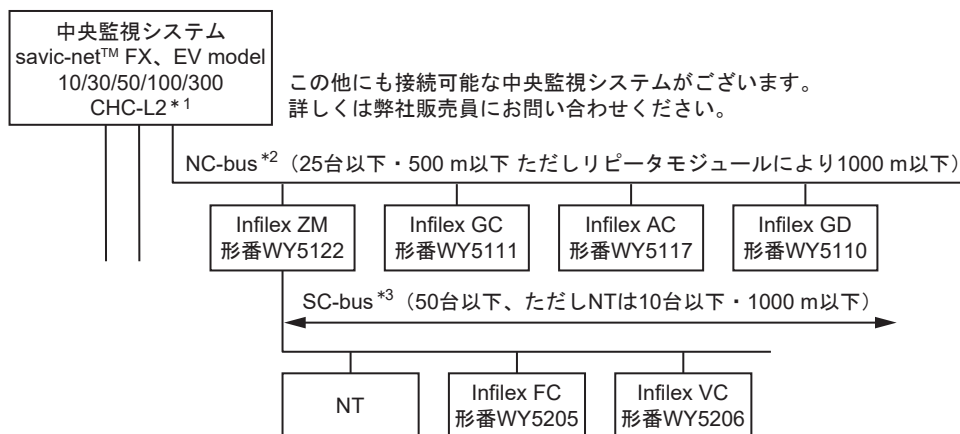 中央監視システム
savic-net™ FX、EV model
10/30/50/100/300
CHC-L2＊1
この他にも接続可能な中央監視システムがございます。
詳しくは弊社販売員にお問い合わせください。
NC-bus＊2（25台以下・500 m以下 ただしリピータモジュールにより1000 m以下）
Infilex ZM
形番WY5122
Infilex GC
形番WY5111
Infilex AC
形番WY5117
Infilex GD
形番WY5110
SC-bus＊3（50台以下、ただしNTは10台以下・1000 m以下）
NT
Infilex FC
形番WY5205
Infilex VC
形番WY5206